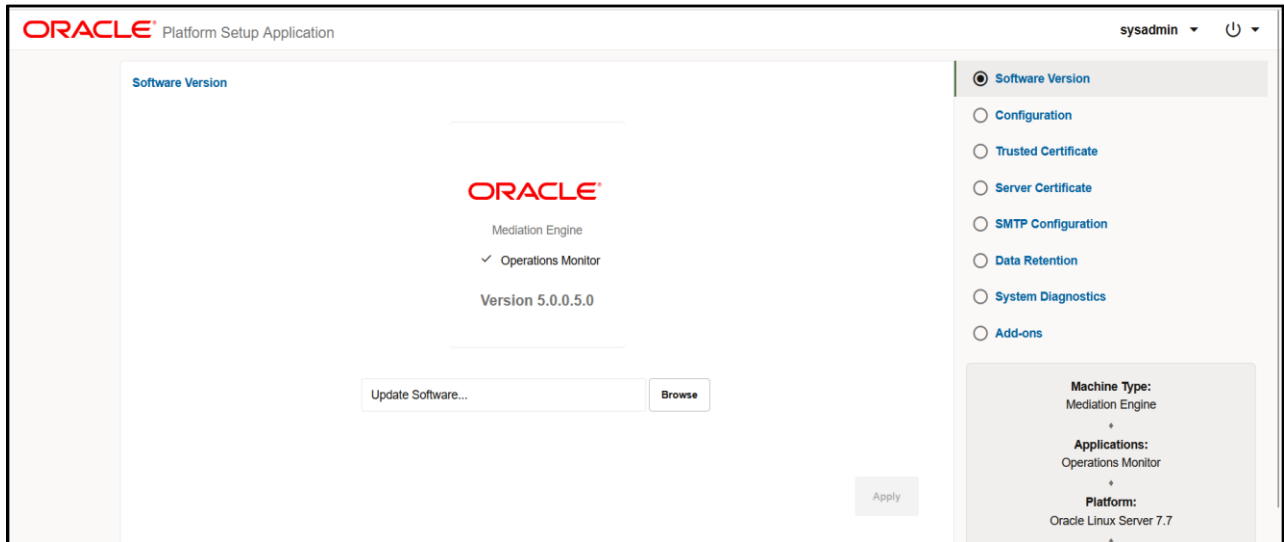 ORACLE® Platform Setup Application
sysadmin
Software Version
ORACLE®
Mediation Engine
Operations Monitor
Version 5.0.0.5.0
Update Software...
Browse
Apply
Software Version
Configuration
Trusted Certificate
Server Certificate
SMTP Configuration
Data Retention
System Diagnostics
Add-ons
Machine Type:
Mediation Engine
Applications:
Operations Monitor
Platform:
Oracle Linux Server 7.7